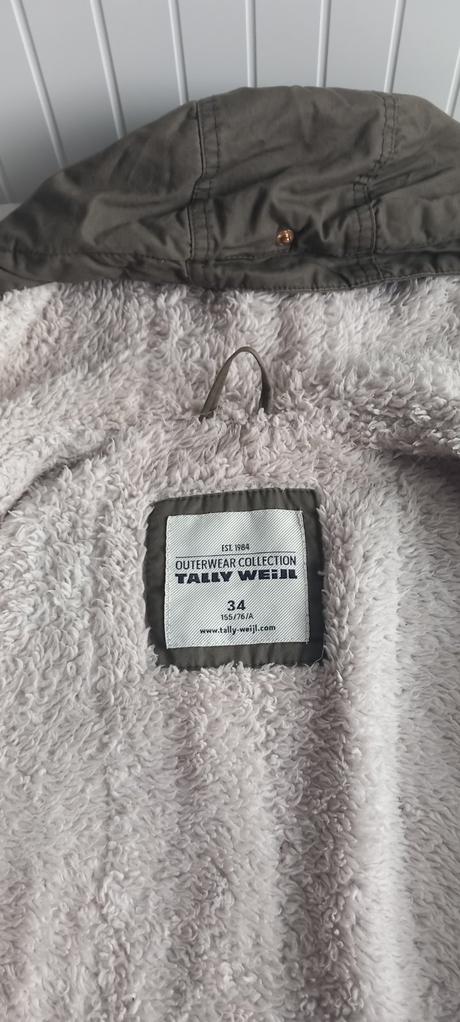 EST. 1984
OUTERWEAR COLLECTION
TALLY WEiJL
34
155/76/A
www.tally-weijl.com